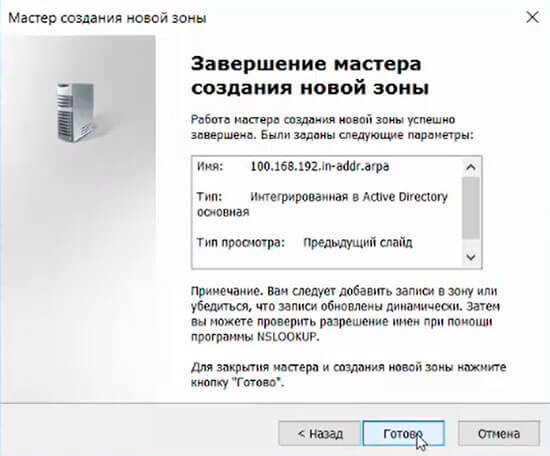 Мастер создания новой зоны
Завершение мастера
создания новой зоны
Работа мастера создания новой зоны успешно
завершена. Были заданы следующие параметры:
Имя: 100.168.192.in-addr.arpa
Тип: Интегрированная в Active Directory
основная
Тип просмотра: Предыдущий слайд
Примечание. Вам следует добавить записи в зону или
убедиться, что записи обновлены динамически. Затем
вы можете проверить разрешение имен при помощи
программы NSLOOKUP.
Для закрытия мастера и создания новой зоны нажмите
кнопку "Готово".
< Назад
Готово
Отмена